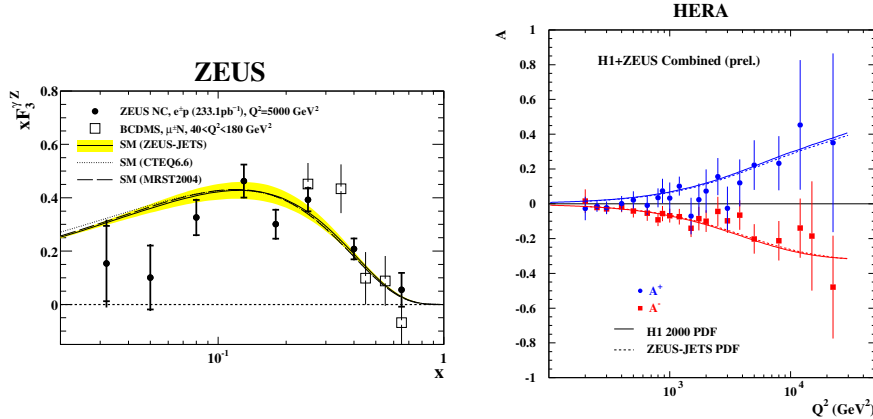 ZEUS
xF₃^γZ
0.8
0.6
0.4
0.2
0
ZEUS NC, e±p (233.1pb⁻¹), Q²=5000 GeV²
BCDMS, μ±N, 40<Q²<180 GeV²
SM (ZEUS-JETS)
SM (CTEQ6.6)
SM (MRST2004)
10⁻¹
1
x
HERA
A
1
0.8
0.6
0.4
0.2
0
-0.2
-0.4
-0.6
-0.8
-1
H1+ZEUS Combined (prel.)
A⁺
A⁻
H1 2000 PDF
ZEUS-JETS PDF
10³
10⁴
Q² (GeV²)